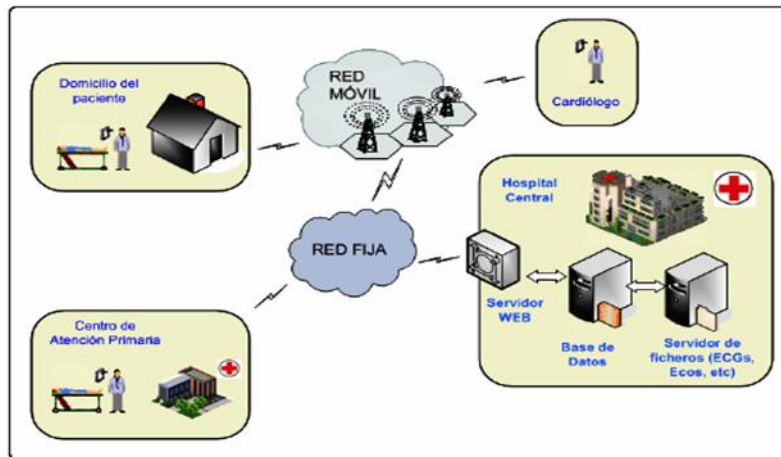 Domicilio del
paciente
RED
MÓVIL
Cardiólogo
Hospital
Central
RED FIJA
Servidor
WEB
Base de
Datos
Servidor de
ficheros (ECGs,
Ecos, etc)
Centro de
Atención Primaria